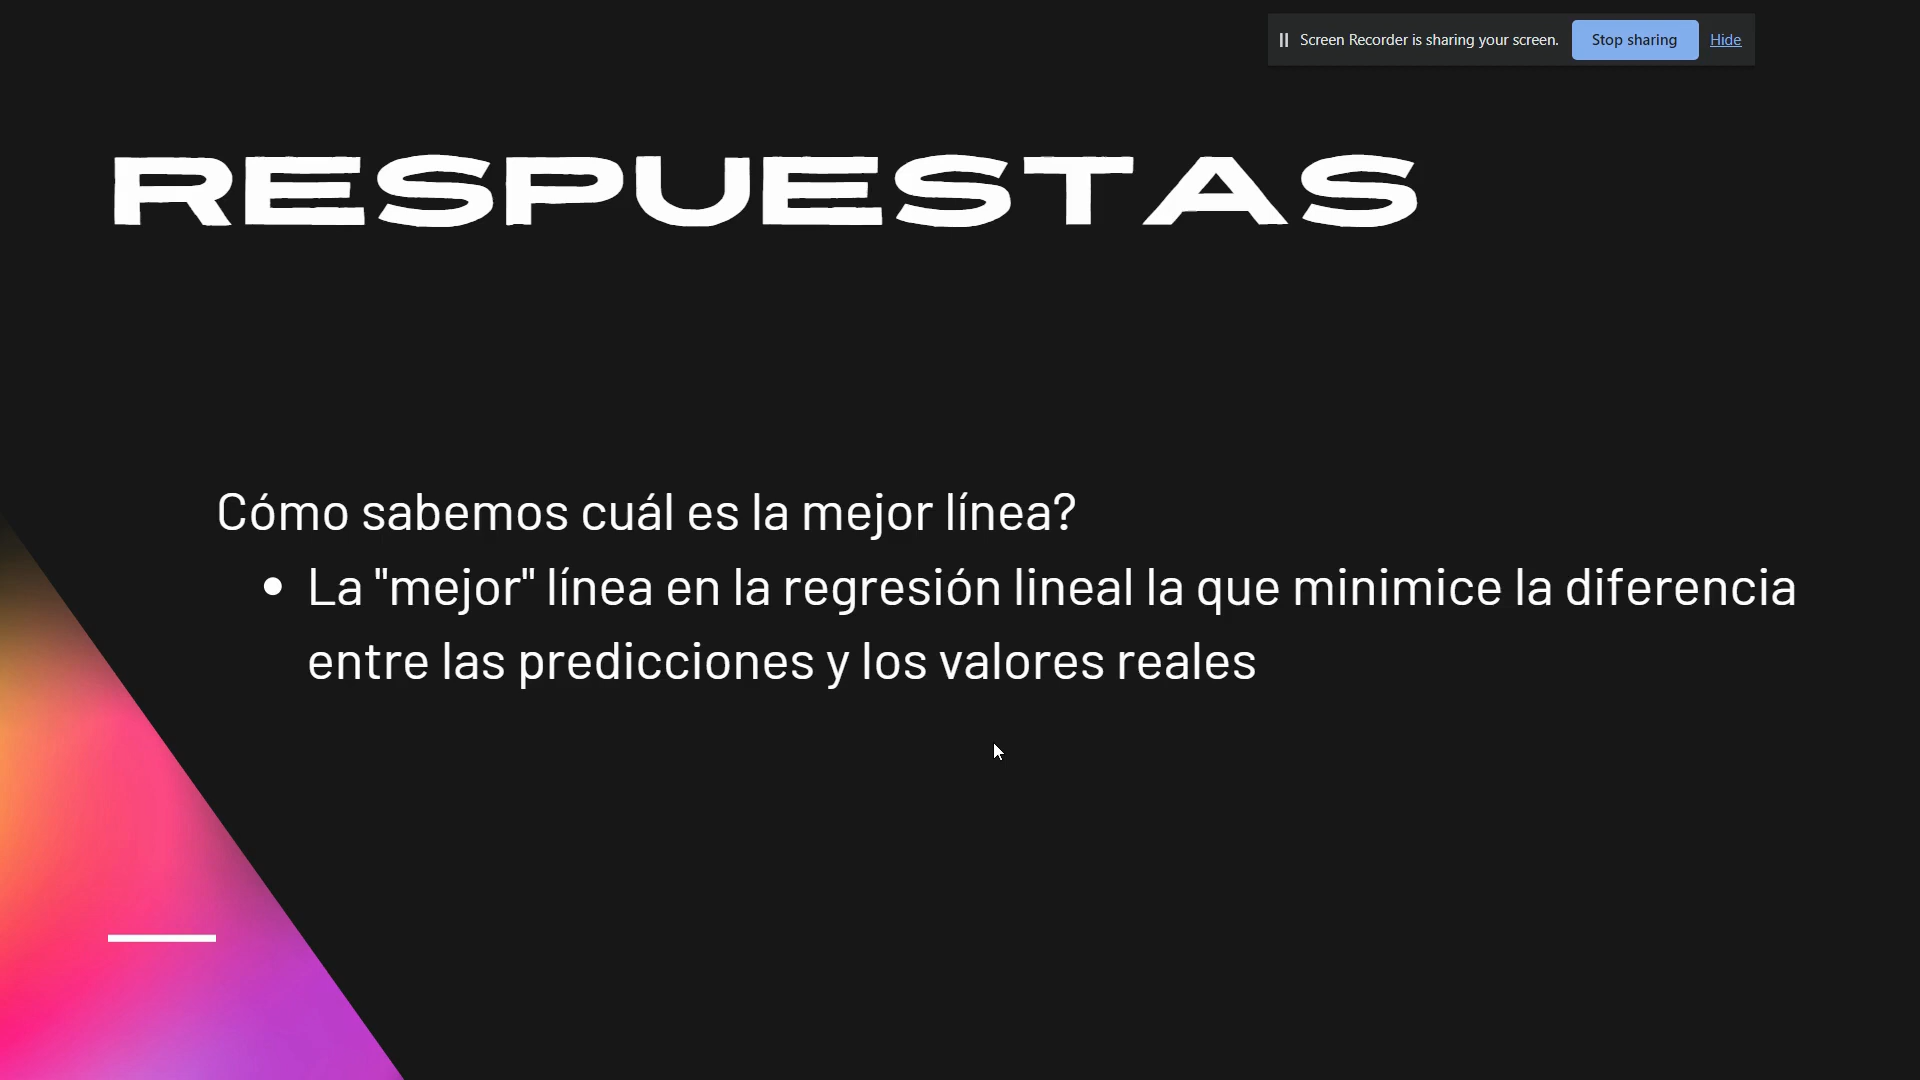 Screen Recorder is sharing your screen. Stop sharing Hide
RESPUESTAS
Cómo sabemos cuál es la mejor línea?
• La "mejor" línea en la regresión lineal la que minimice la diferencia
entre las predicciones y los valores reales